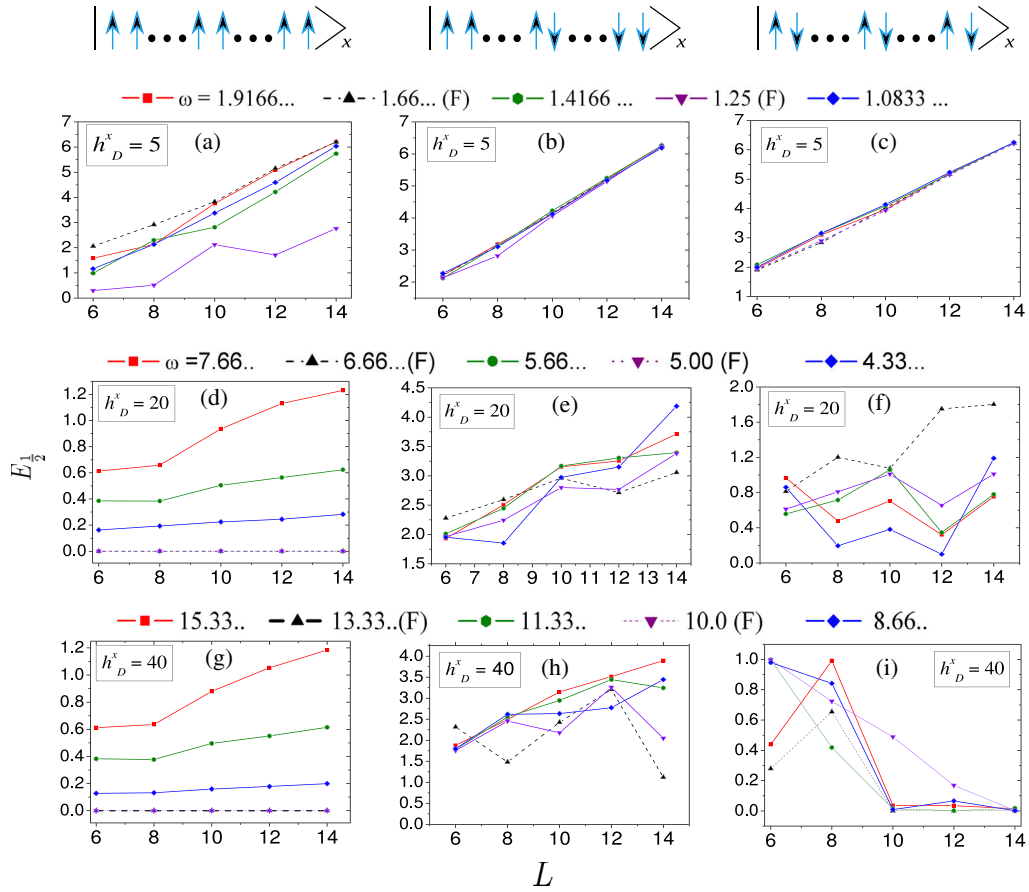 x x x
ω = 1.9166... 1.66... (F) 1.4166 ... 1.25 (F) 1.0833 ...
7
6
5
4
3
2
1
0
h^x_D = 5
(a)
6 8 10 12 14
6
5
4
3
2
h^x_D = 5
(b)
6 8 10 12 14
7
6
5
4
3
2
1
h^x_D = 5
(c)
6 8 10 12 14
ω =7.66.. 6.66...(F) 5.66... 5.00 (F) 4.33...
E_{1/2}
1.2
1.0
0.8
0.6
0.4
0.2
0.0
h^x_D = 20
(d)
6 8 10 12 14
4.5
4.0
3.5
3.0
2.5
2.0
1.5
h^x_D = 20
(e)
6 7 8 9 10 11 12 13 14
2.0
1.6
1.2
0.8
0.4
0.0
h^x_D = 20
(f)
6 8 10 12 14
15.33.. 13.33..(F) 11.33.. 10.0 (F) 8.66..
1.2
1.0
0.8
0.6
0.4
0.2
0.0
h^x_D = 40
(g)
6 8 10 12 14
4.0
3.5
3.0
2.5
2.0
1.5
1.0
0.5
0.0
h^x_D = 40
(h)
6 8 10 12 14
1.0
0.8
0.6
0.4
0.2
0.0
h^x_D = 40
(i)
6 8 10 12 14
L